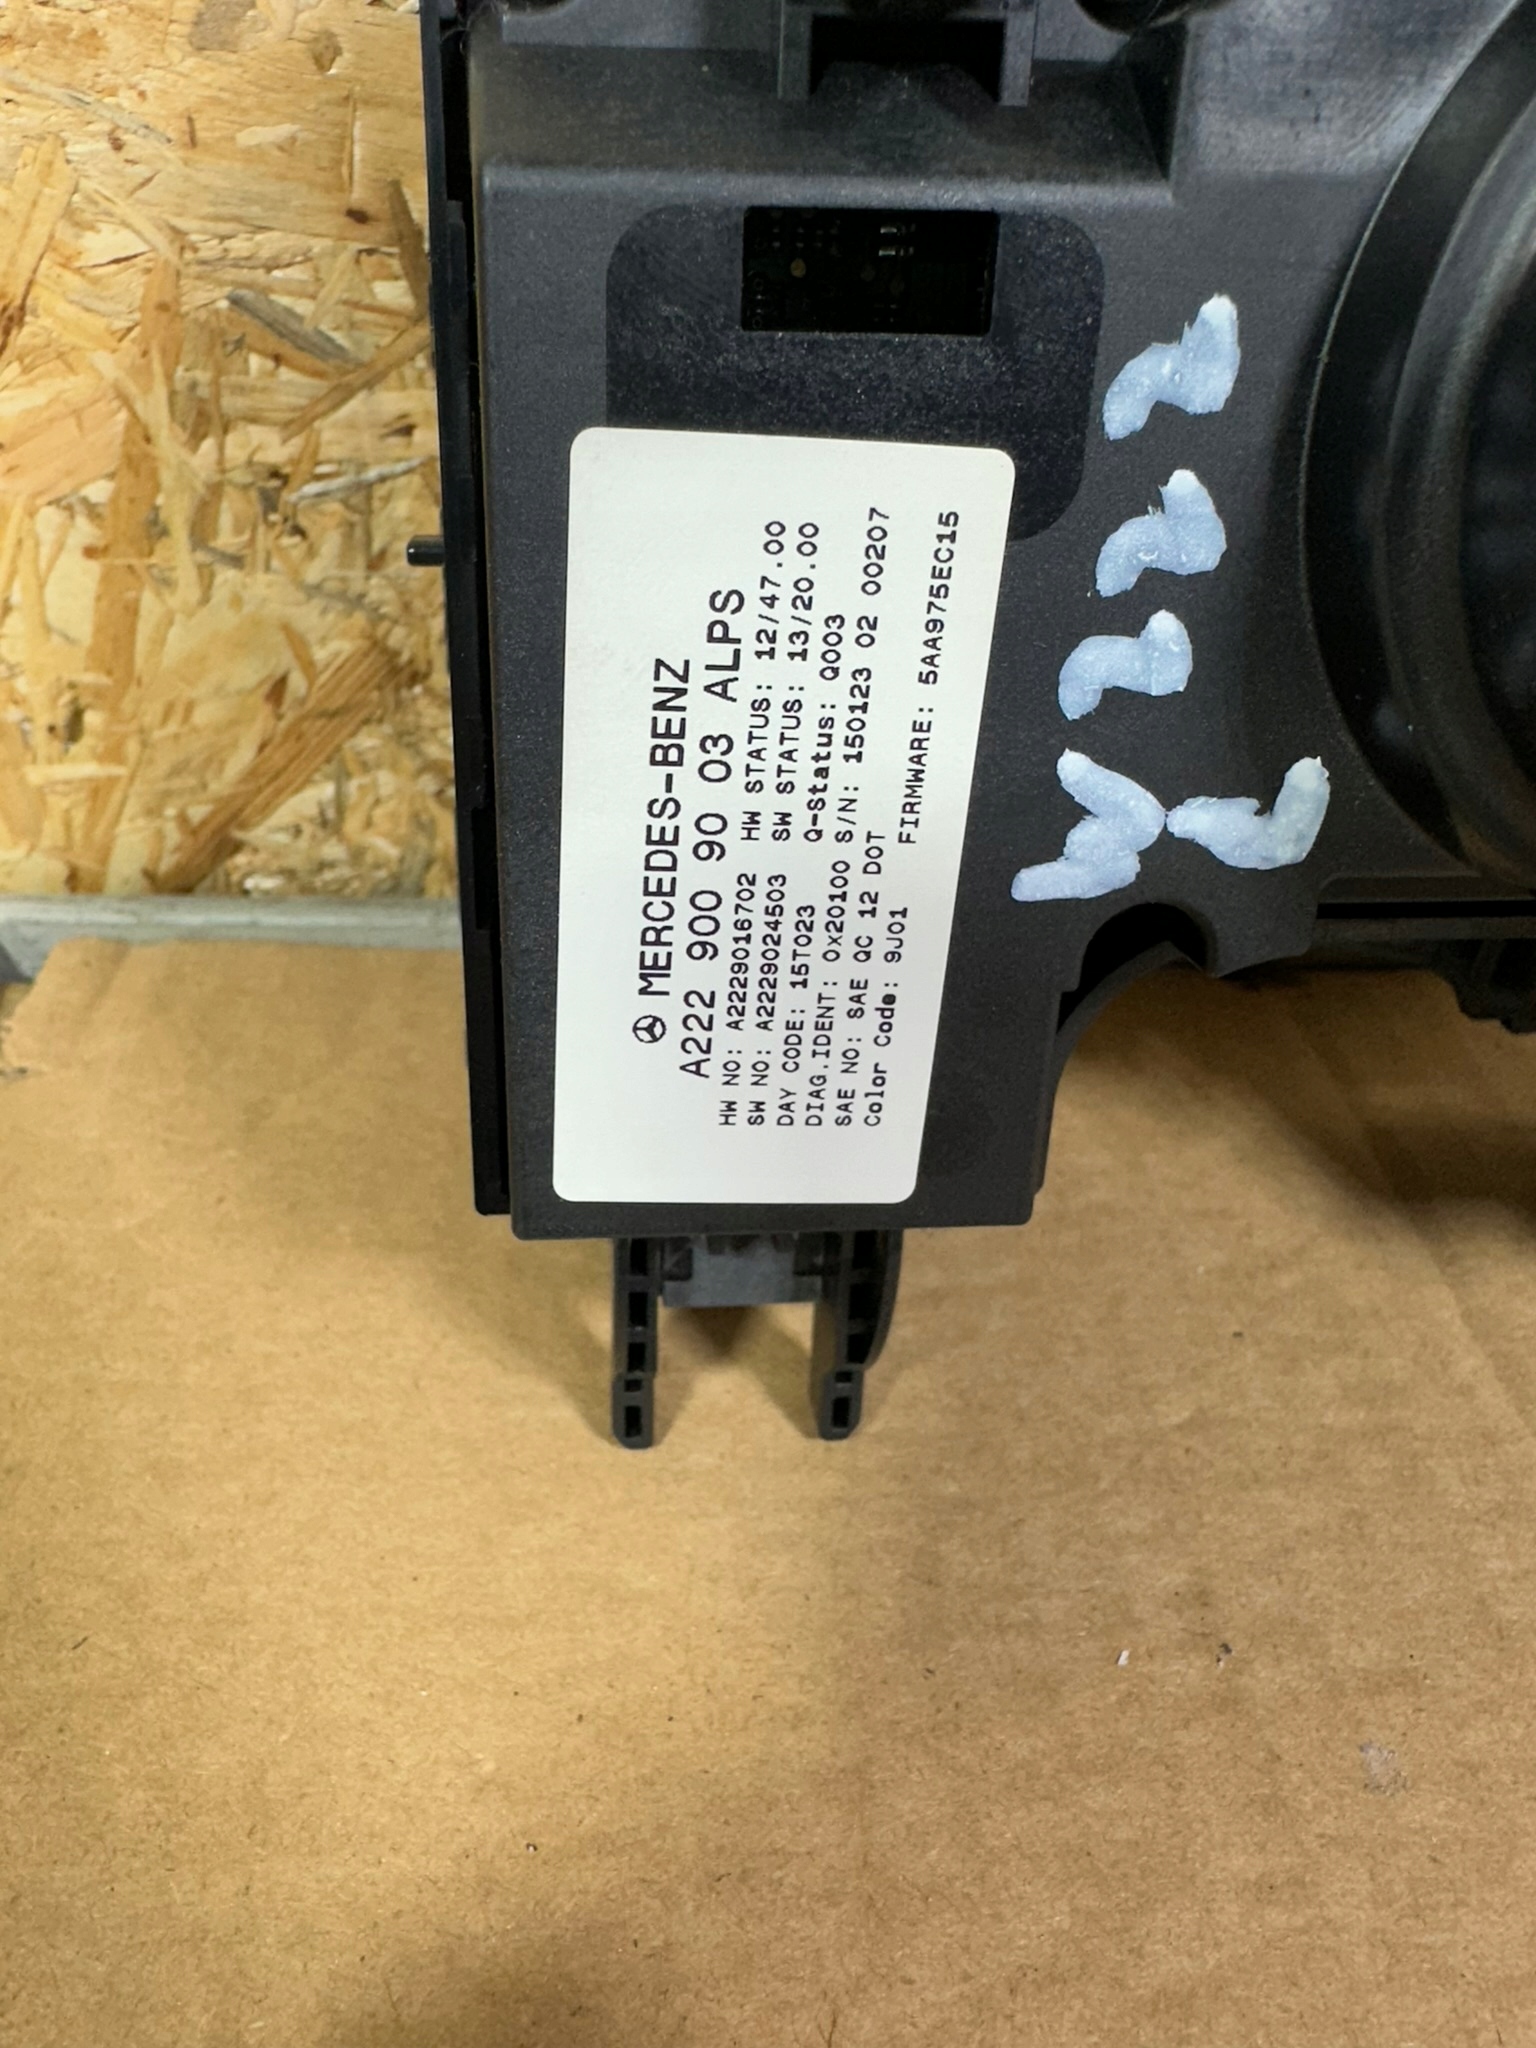 MERCEDES-BENZ
A222 900 90 03 ALPS
HW NO: A2229016702 HW STATUS: 12/47.00
SW NO: A2229024503 SW STATUS: 13/20.00
DAY CODE: 15T023 Q-Status: Q003
DIAG.IDENT: 0x20100 S/N: 150123 02 00207
SAE NO: SAE QC 12 DOT
Color Code: 9J01 FIRMWARE: 5AA975EC15
X222